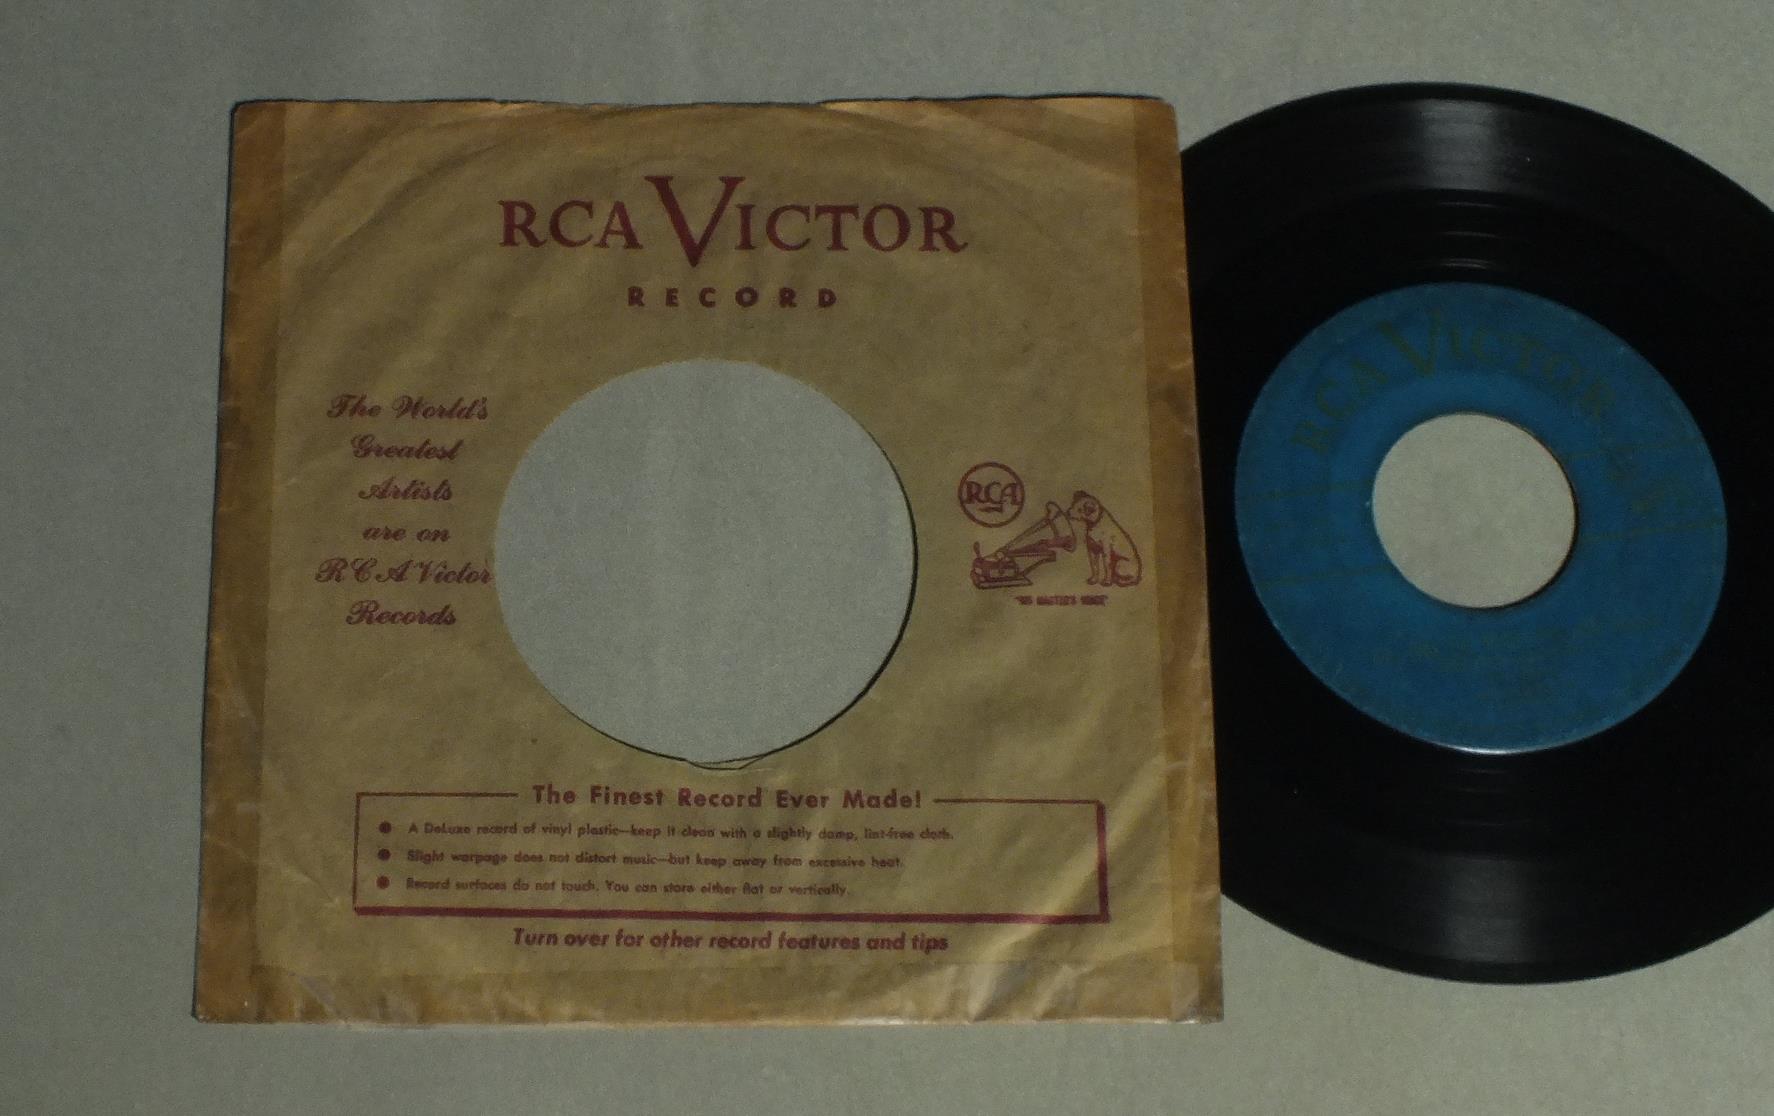 RCA VICTOR
RECORD
The World's
Greatest
Artists
are on
RCA Victor
Records
RCA
"HIS MASTER'S VOICE"
The Finest Record Ever Made!
A DeLuxe record of vinyl plastic—keep it clean with a slightly damp, lint-free cloth.
Slight warpage does not distort music—but keep away from excessive heat.
Record surfaces do not touch. You can store either flat or vertically.
Turn over for other record features and tips
RCA VICTOR